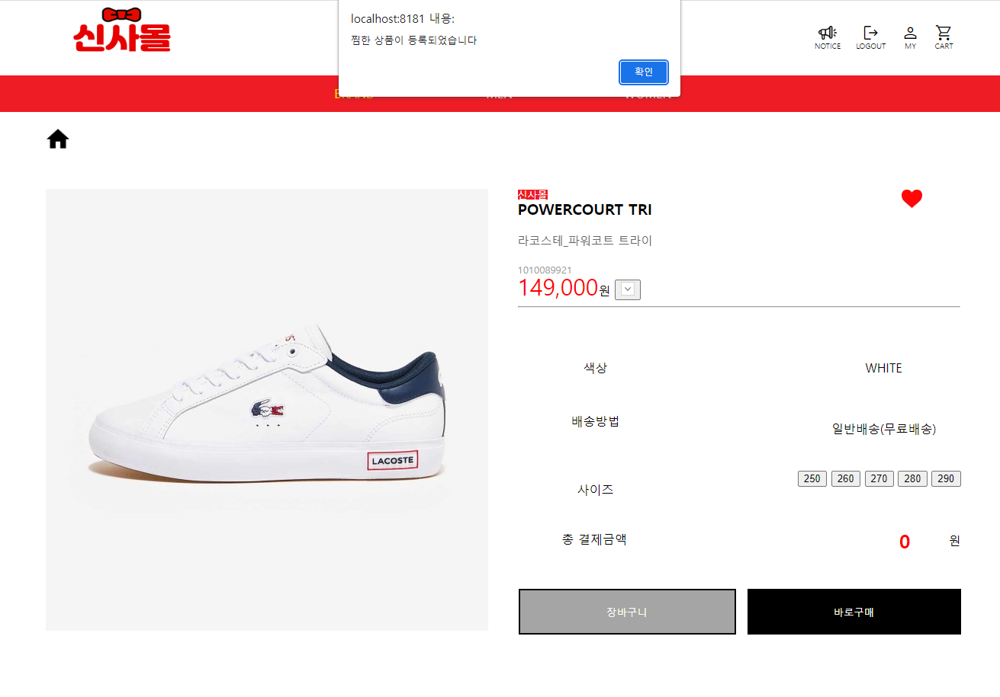 신사몰
localhost:8181 내용:
찜한 상품이 등록되었습니다
확인
NOTICE
LOGOUT
MY
CART
BRAND
MEN
WOMEN
신사몰
POWERCOURT TRI
라코스테_파워코트 트라이
1010089921
149,000원
색상
WHITE
배송방법
일반배송(무료배송)
사이즈
250 260 270 280 290
총 결제금액
0 원
장바구니
바로구매
LACOSTE